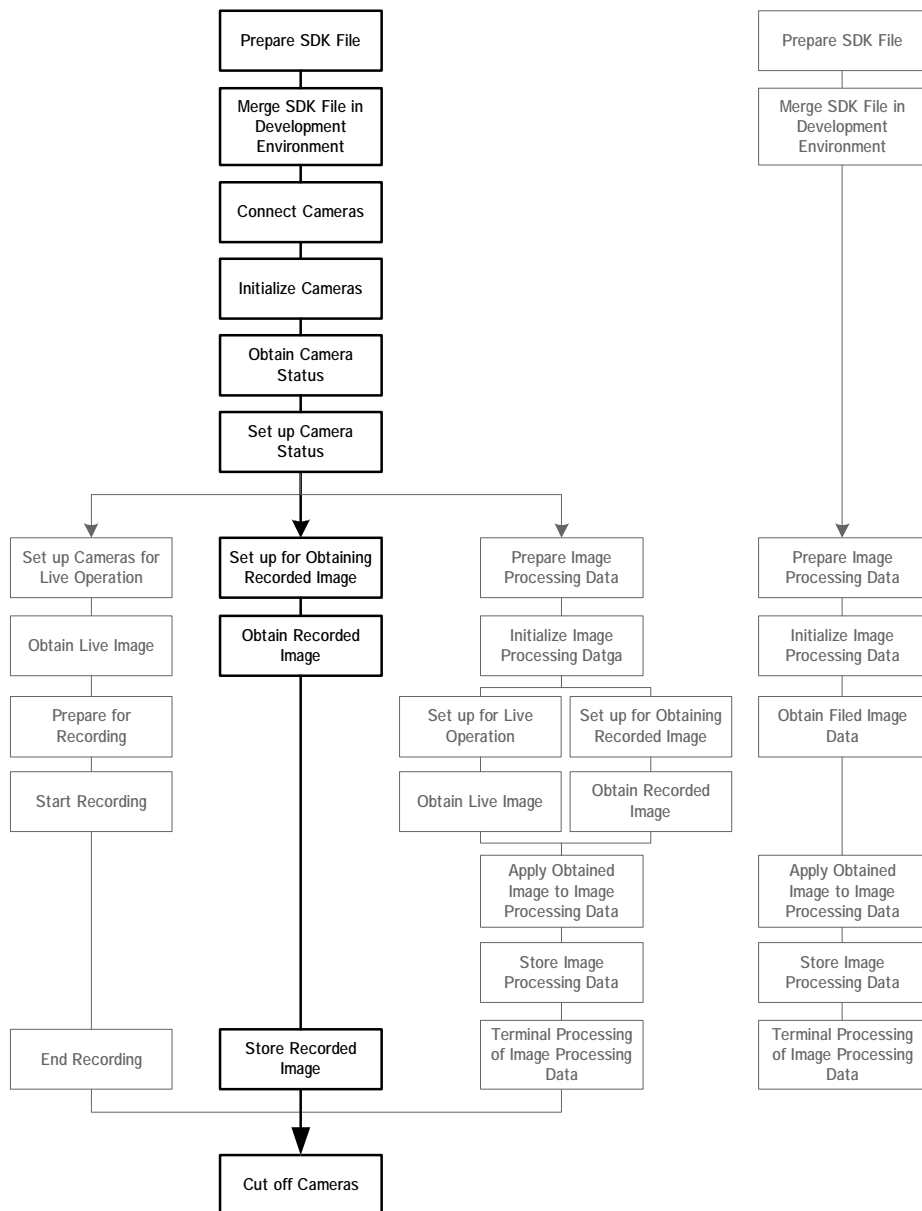 Prepare SDK File
Prepare SDK File
Merge SDK File in
Development
Environment
Merge SDK File in
Development
Environment
Connect Cameras
Initialize Cameras
Obtain Camera
Status
Set up Camera
Status
Set up Cameras for
Live Operation
Set up for Obtaining
Recorded Image
Prepare Image
Processing Data
Prepare Image
Processing Data
Obtain Live Image
Obtain Recorded
Image
Initialize Image
Processing Datga
Initialize Image
Processing Data
Prepare for
Recording
Set up for Live
Operation
Set up for Obtaining
Recorded Image
Obtain Filed Image
Data
Start Recording
Obtain Live Image
Obtain Recorded
Image
Apply Obtained
Image to Image
Processing Data
Apply Obtained
Image to Image
Processing Data
Store Image
Processing Data
Store Image
Processing Data
End Recording
Store Recorded
Image
Terminal Processing
of Image Processing
Data
Terminal Processing
of Image Processing
Data
Cut off Cameras